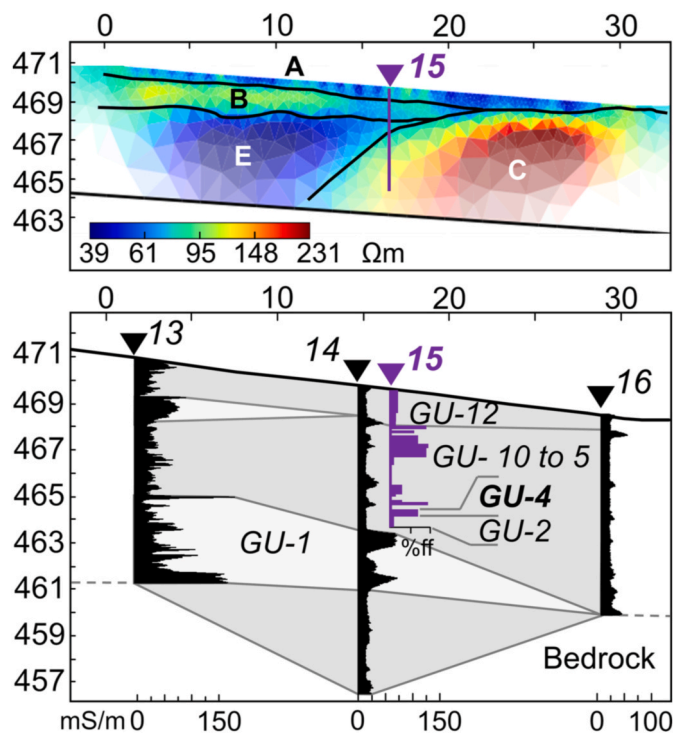 0 10 20 30
471
469
467
465
463
A
15
B
E
C
39 61 95 148 231 Ωm
0 10 20 30
471
469
467
465
463
461
459
457
13
14
15
16
GU-12
GU- 10 to 5
GU-4
GU-2
%ff
GU-1
Bedrock
mS/m 0 150 0 150 0 100